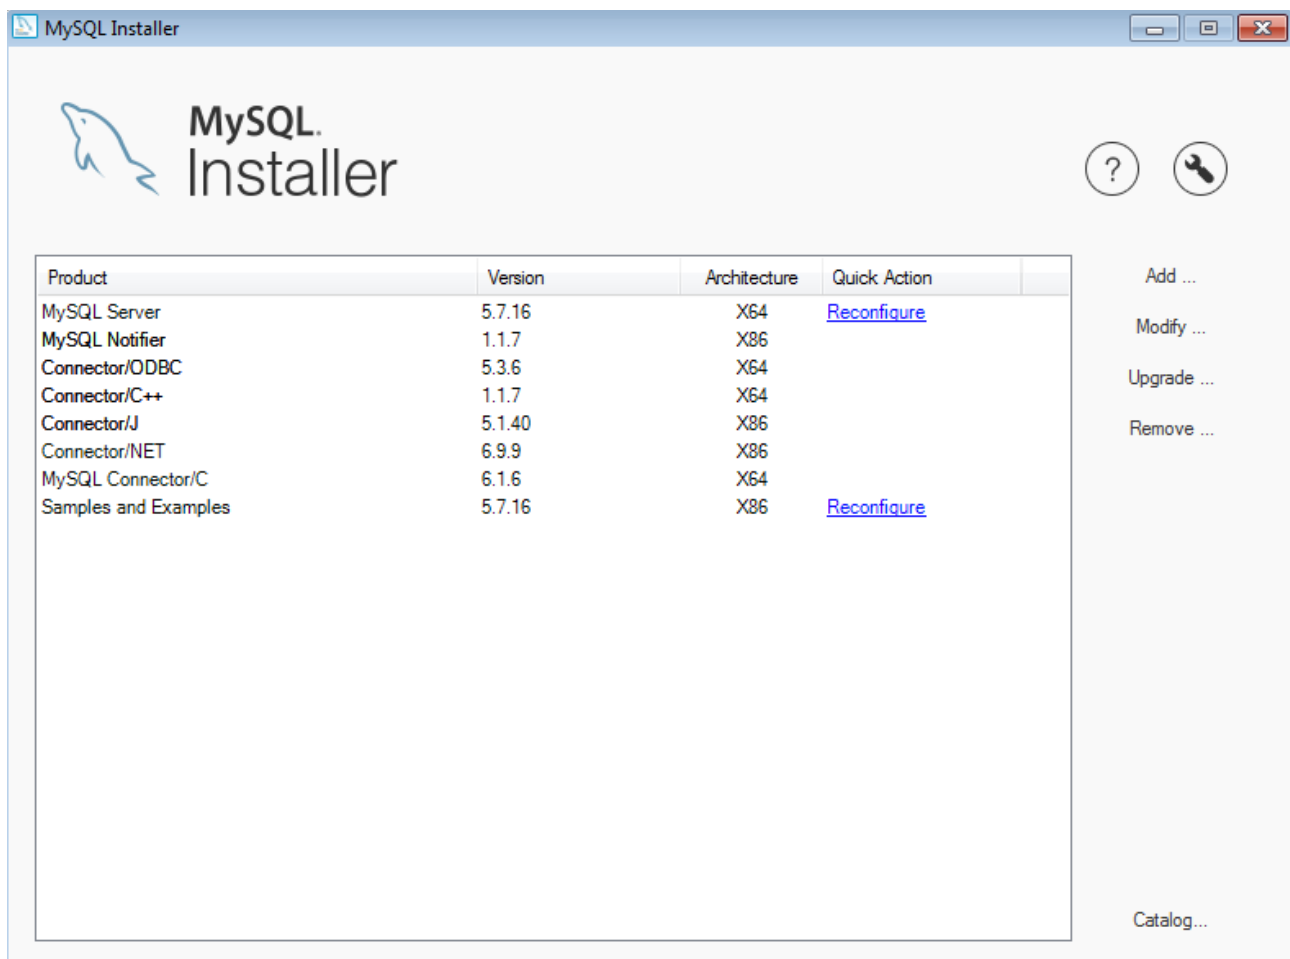 MySQL Installer
MySQL.
Installer
?
Product Version Architecture Quick Action
MySQL Server 5.7.16 X64 Reconfigure
MySQL Notifier 1.1.7 X86
Connector/ODBC 5.3.6 X64
Connector/C++ 1.1.7 X64
Connector/J 5.1.40 X86
Connector/NET 6.9.9 X86
MySQL Connector/C 6.1.6 X64
Samples and Examples 5.7.16 X86 Reconfigure
Add ...
Modify ...
Upgrade ...
Remove ...
Catalog...